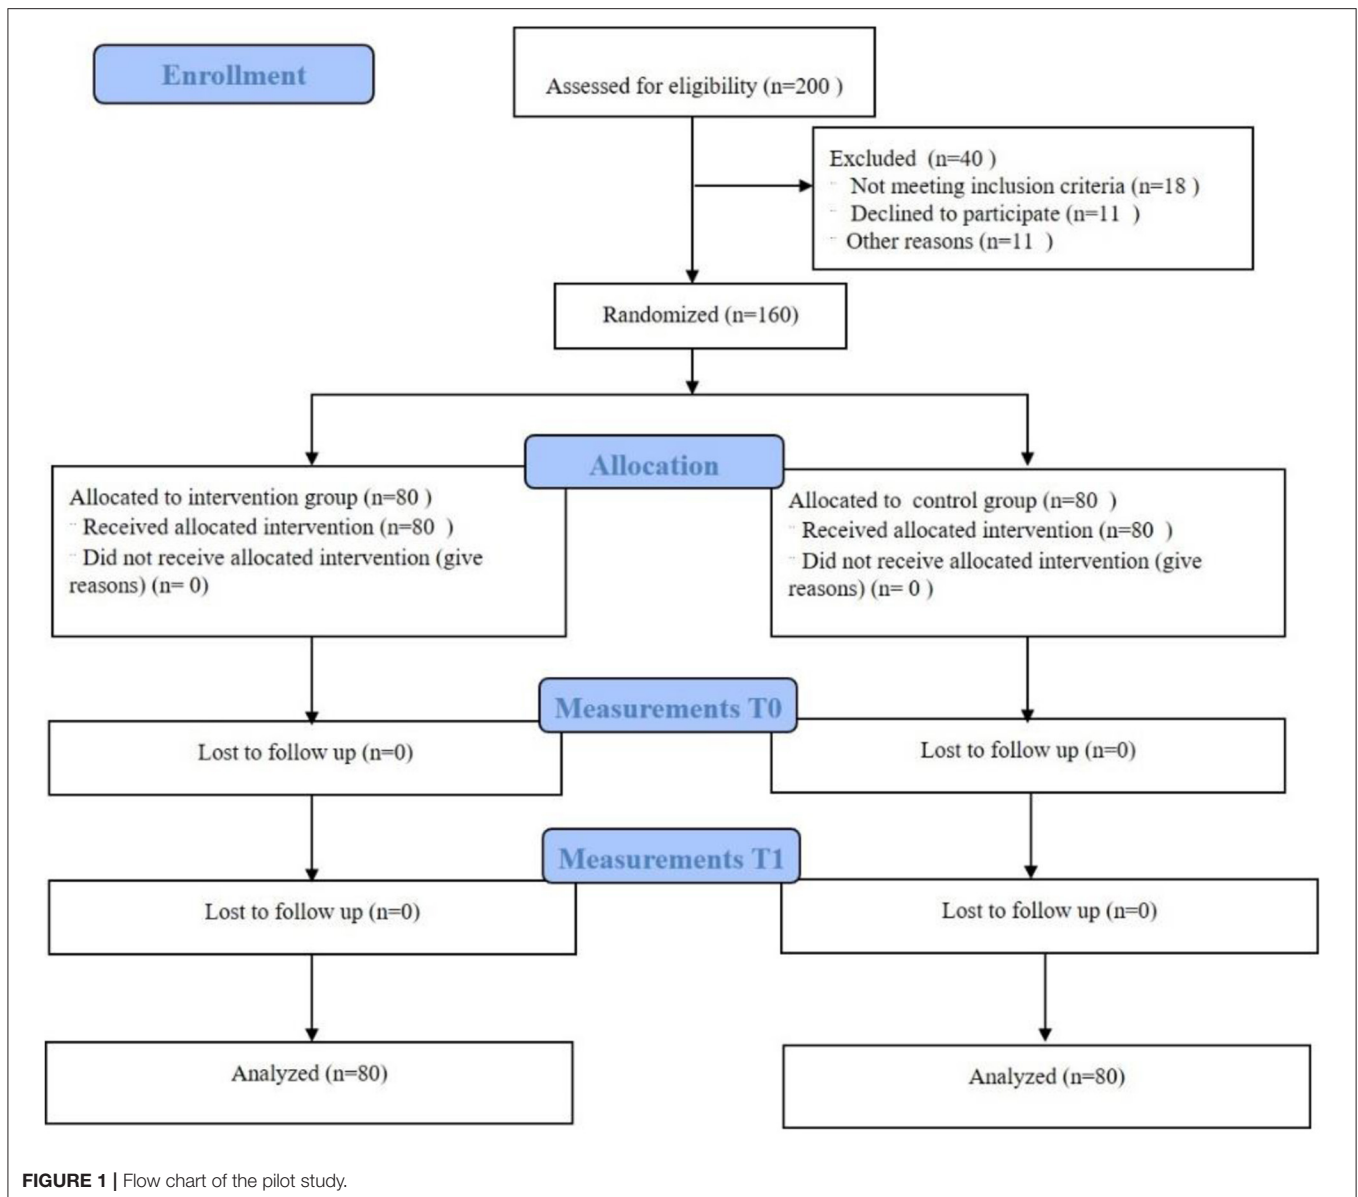 Enrollment
Assessed for eligibility (n=200 )
Excluded (n=40 )
¨ Not meeting inclusion criteria (n=18 )
¨ Declined to participate (n=11 )
¨ Other reasons (n=11 )
Randomized (n=160)
Allocation
Allocated to intervention group (n=80 )
¨ Received allocated intervention (n=80 )
¨ Did not receive allocated intervention (give
reasons) (n= 0)
Allocated to control group (n=80 )
¨ Received allocated intervention (n=80 )
¨ Did not receive allocated intervention (give
reasons) (n= 0 )
Measurements T0
Lost to follow up (n=0)
Lost to follow up (n=0)
Measurements T1
Lost to follow up (n=0)
Lost to follow up (n=0)
Analyzed (n=80)
Analyzed (n=80)
FIGURE 1 | Flow chart of the pilot study.